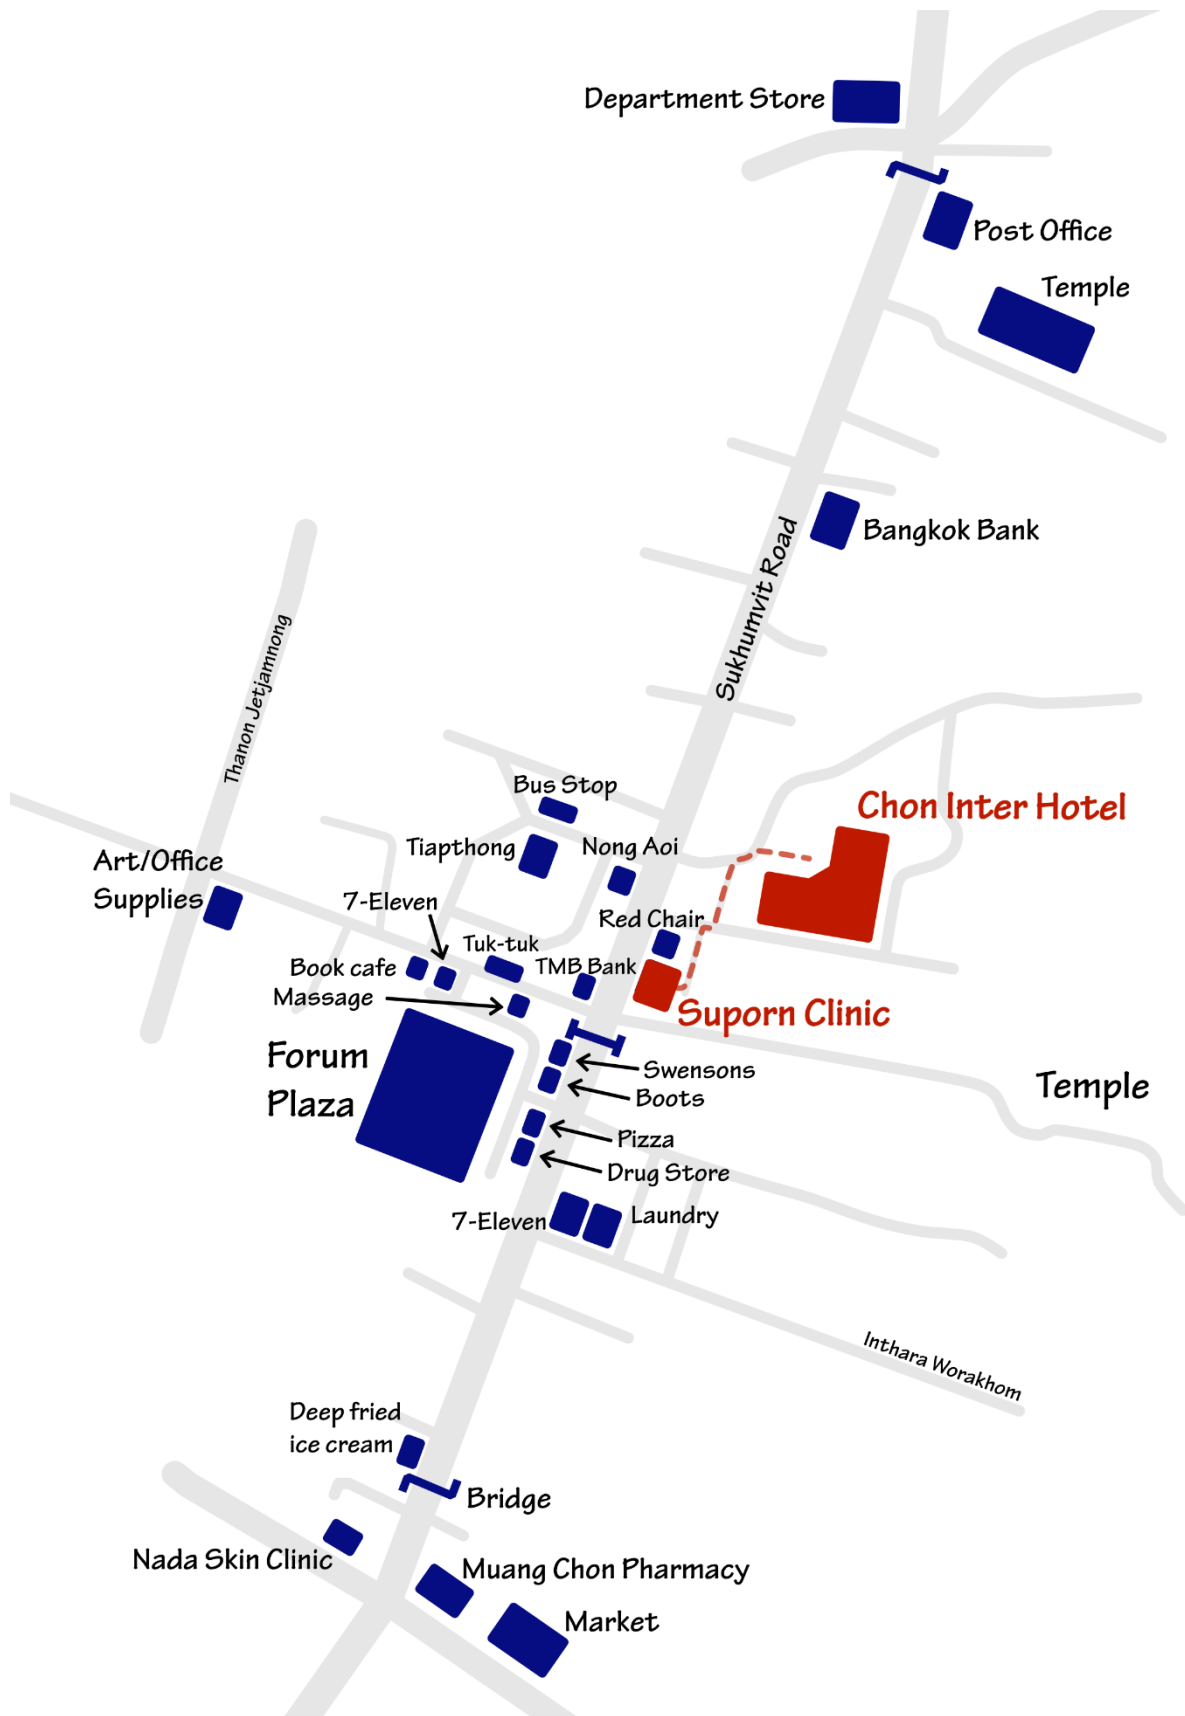 Department Store
Post Office
Temple
Bangkok Bank
Sukhumvit Road
Thanon Jetjamnong
Bus Stop
Chon Inter Hotel
Tiapthong
Nong Aoi
Art/Office
Supplies
7-Eleven
Red Chair
Tuk-tuk
TMB Bank
Book cafe
Massage
Suporn Clinic
Forum
Plaza
Swensons
Boots
Temple
Pizza
Drug Store
7-Eleven
Laundry
Inthara Worakhom
Deep fried
ice cream
Bridge
Nada Skin Clinic
Muang Chon Pharmacy
Market